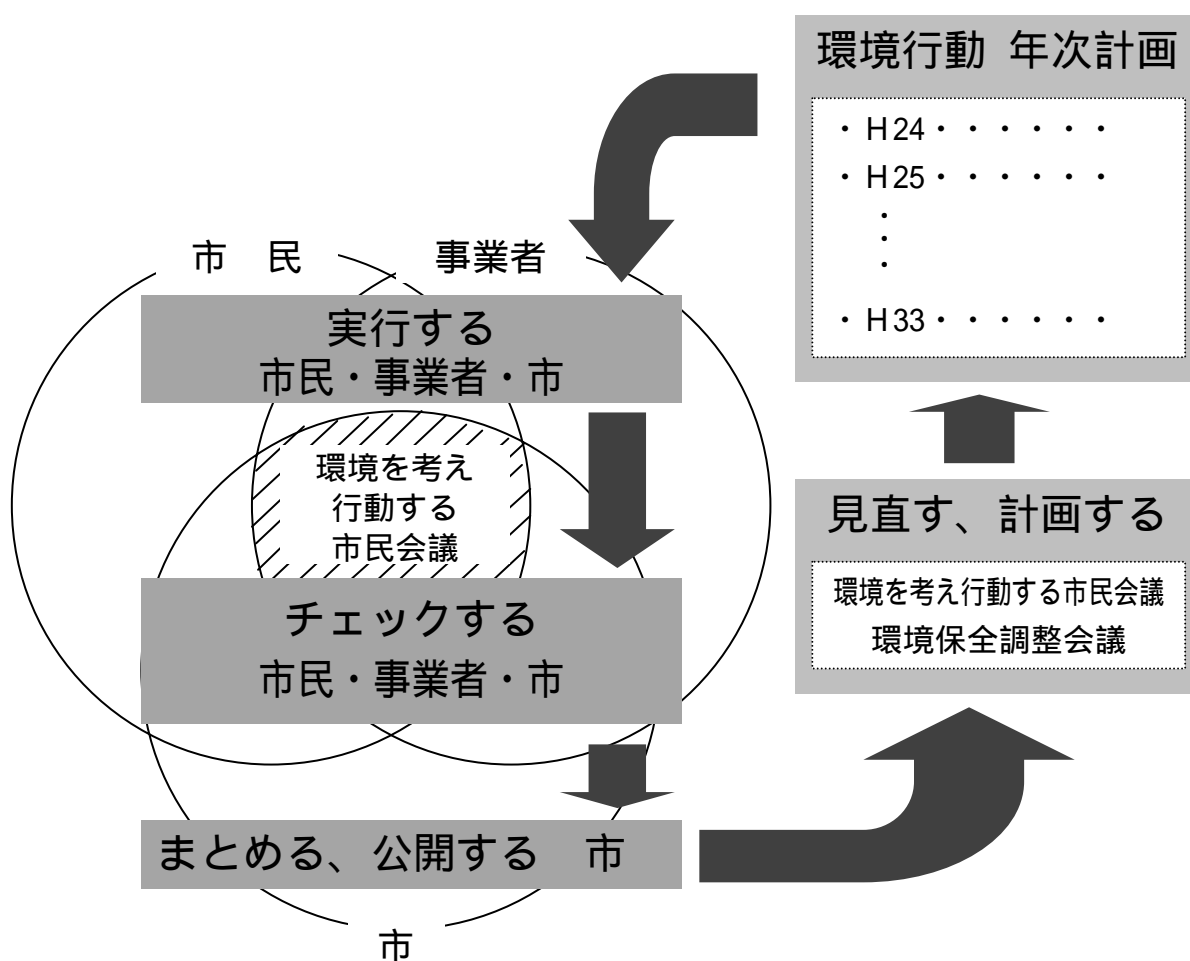 環境行動 年次計画
・H24・・・・・・
・H25・・・・・・
・
・
・
・H33・・・・・・
市 民
事業者
実行する
市民・事業者・市
環境を考え
行動する
市民会議
チェックする
市民・事業者・市
まとめる、公開する 市
市
見直す、計画する
環境を考え行動する市民会議
環境保全調整会議